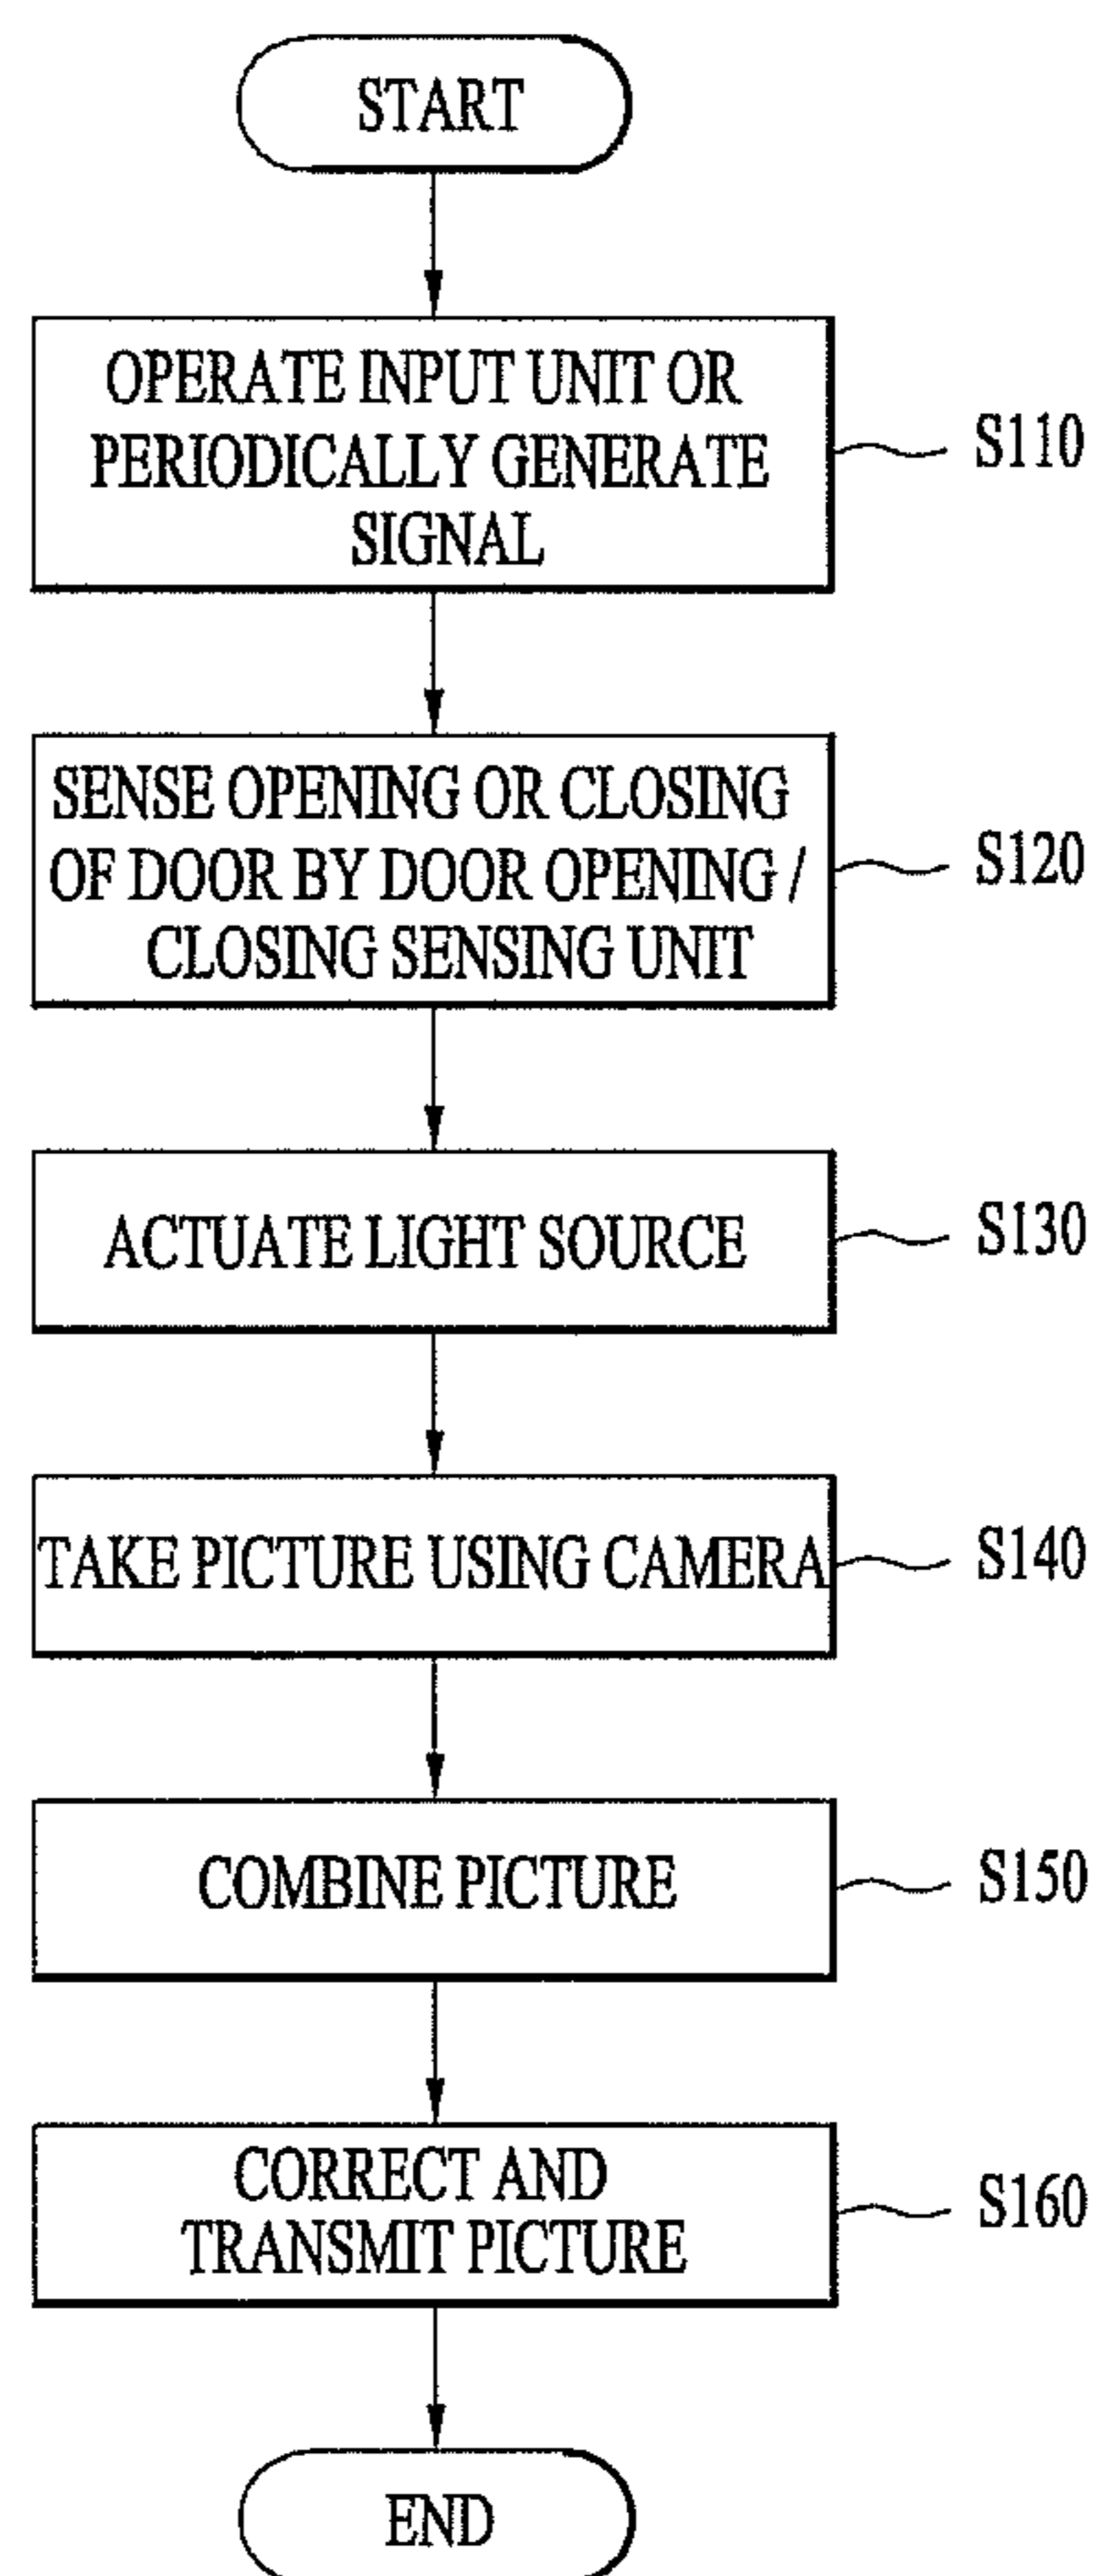 START
OPERATE INPUT UNIT OR
PERIODICALLY GENERATE
SIGNAL
S110
SENSE OPENING OR CLOSING
OF DOOR BY DOOR OPENING /
CLOSING SENSING UNIT
S120
ACTUATE LIGHT SOURCE
S130
TAKE PICTURE USING CAMERA
S140
COMBINE PICTURE
S150
CORRECT AND
TRANSMIT PICTURE
S160
END